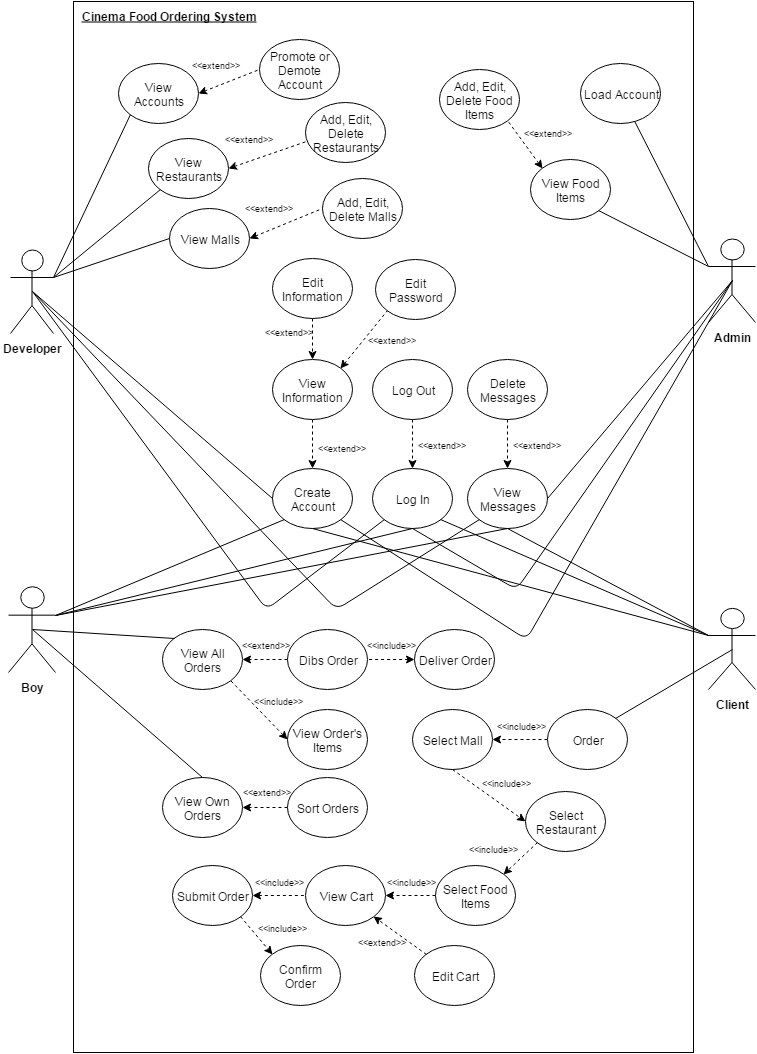 Cinema Food Ordering System
Promote or
Demote
Account
<<extend>>
View
Accounts
Add, Edit,
Delete Food
Items
Load Account
Add, Edit,
Delete
Restaurants
<<extend>>
<<extend>>
View
Restaurants
View Food
Items
Add, Edit,
Delete Malls
<<extend>>
View Malls
Edit
Information
Edit
Password
Developer
Admin
<<extend>>
<<extend>>
View
Information
Log Out
Delete
Messages
<<extend>>
<<extend>>
<<extend>>
Create
Account
Log In
View
Messages
View All
Orders
<<extend>>
Dibs Order
<<include>>
Deliver Order
Boy
Client
<<include>>
View Order's
Items
Select Mall
<<include>>
Order
<<include>>
View Own
Orders
<<extend>>
Sort Orders
Select
Restaurant
<<include>>
Submit Order
<<include>>
View Cart
<<include>>
Select Food
Items
<<include>>
<<extend>>
Confirm
Order
Edit Cart